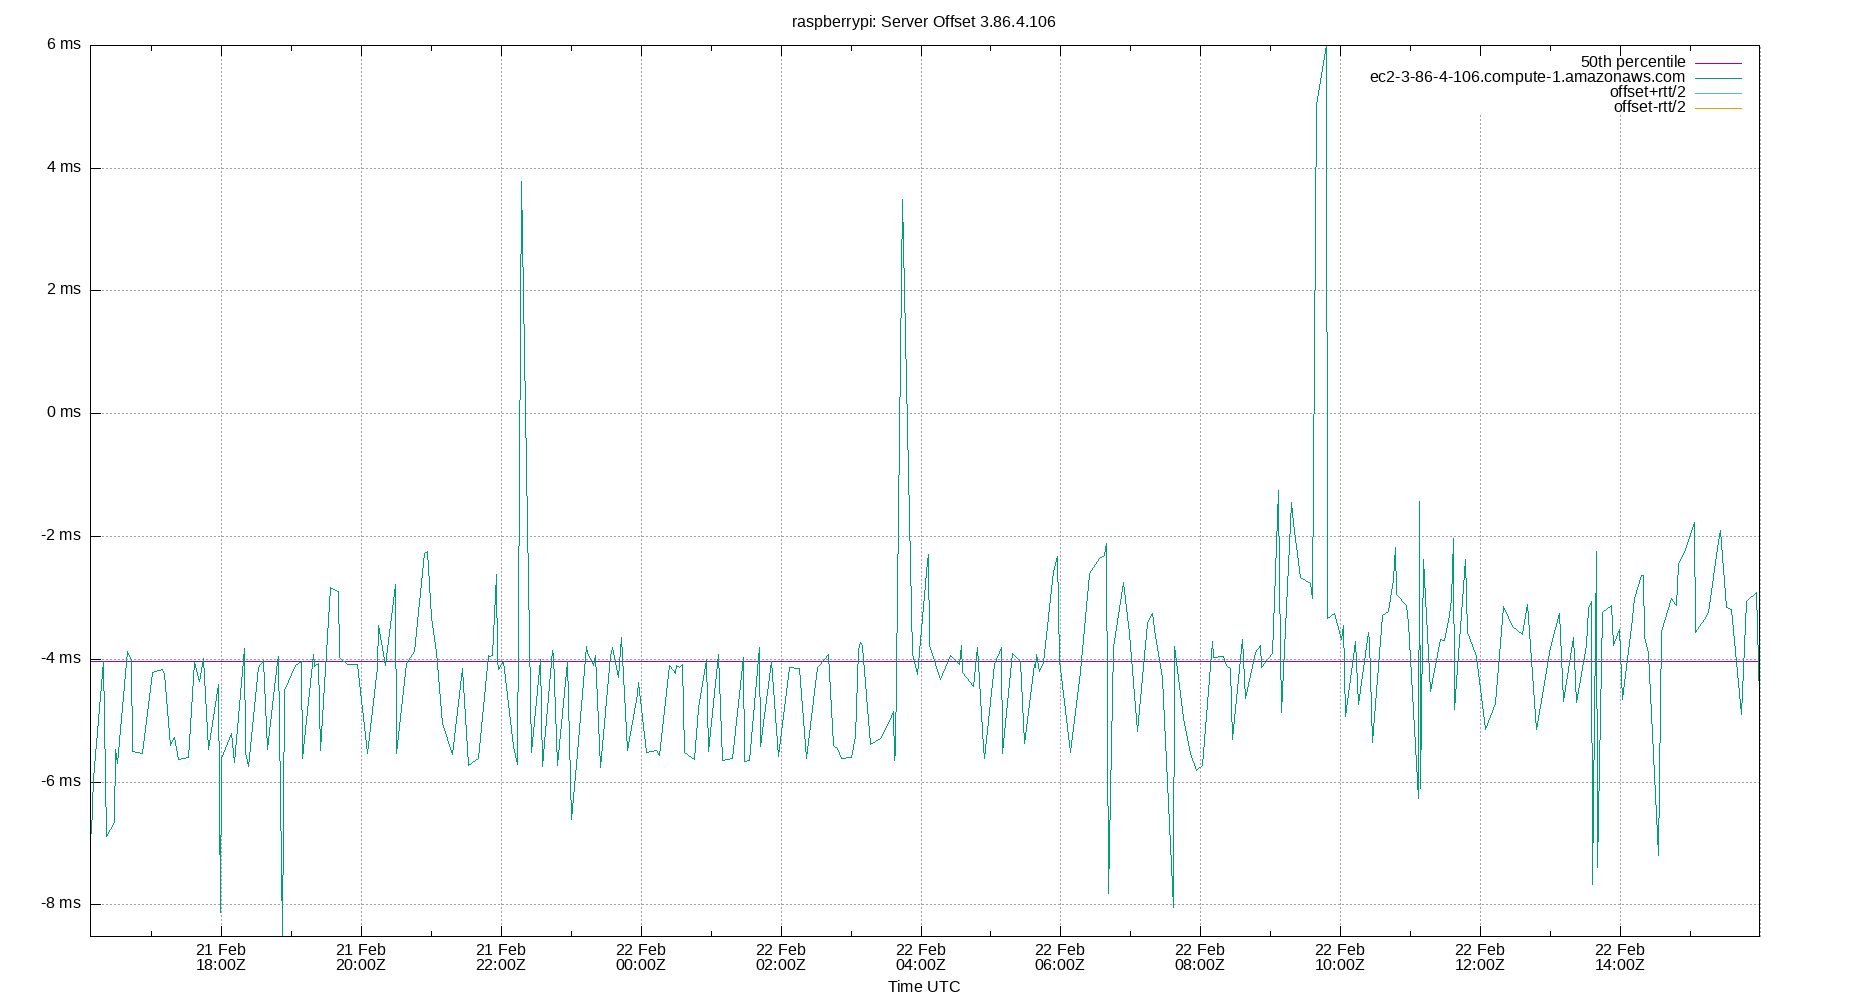 raspberrypi: Server Offset 3.86.4.106
6 ms
4 ms
2 ms
0 ms
-2 ms
-4 ms
-6 ms
-8 ms
50th percentile
ec2-3-86-4-106.compute-1.amazonaws.com
offset+rtt/2
offset-rtt/2
21 Feb 21 Feb 21 Feb 22 Feb 22 Feb 22 Feb 22 Feb 22 Feb 22 Feb 22 Feb 22 Feb
18:00Z 20:00Z 22:00Z 00:00Z 02:00Z 04:00Z 06:00Z 08:00Z 10:00Z 12:00Z 14:00Z
Time UTC